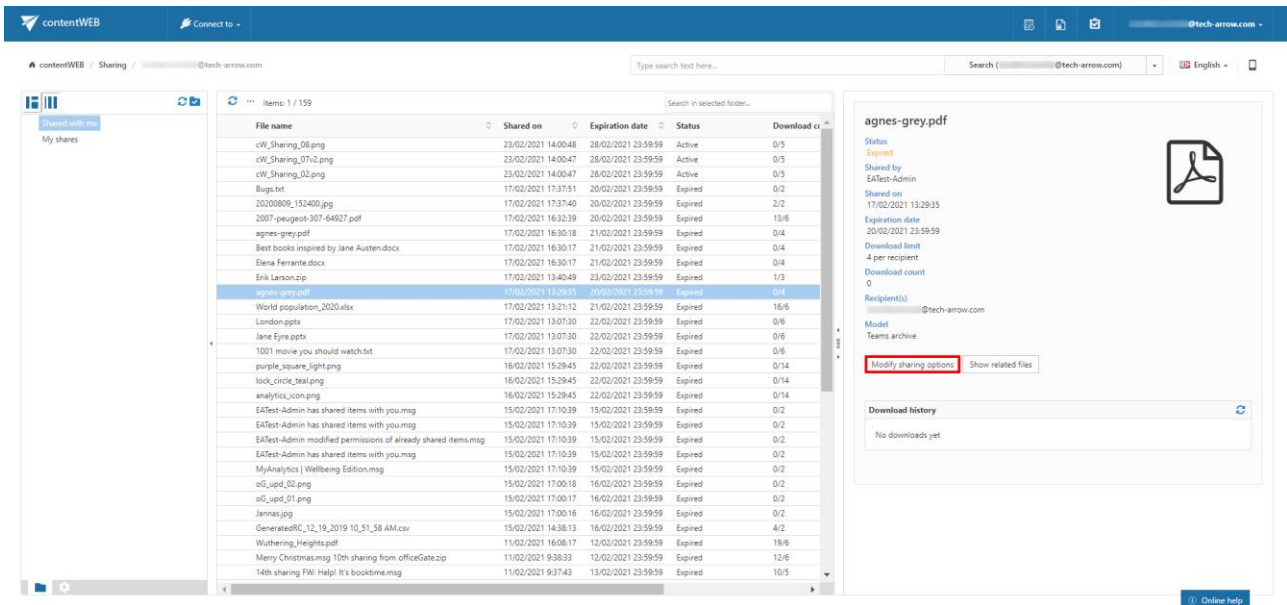 contentWEB Connect to @tech-arrow.com
contentWEB / Sharing / @tech-arrow.com Type search text here... Search ( @tech-arrow.com) English
Items: 1 / 159 Search in selected folder...
Shared with me
My shares
File name Shared on Expiration date Status Download cc
cW_Sharing_08.png 23/02/2021 14:00:48 28/02/2021 23:59:59 Active 0/5
cW_Sharing_07v2.png 23/02/2021 14:00:47 28/02/2021 23:59:59 Active 0/5
cW_Sharing_02.png 23/02/2021 14:00:47 28/02/2021 23:59:59 Active 0/5
Bugs.txt 17/02/2021 17:37:51 20/02/2021 23:59:59 Expired 0/2
20200809_152400.jpg 17/02/2021 17:37:40 20/02/2021 23:59:59 Expired 2/2
2007-peugeot-307-64927.pdf 17/02/2021 16:32:39 20/02/2021 23:59:59 Expired 13/6
agnes-grey.pdf 17/02/2021 16:30:18 21/02/2021 23:59:59 Expired 0/4
Best books inspired by Jane Austen.docx 17/02/2021 16:30:17 21/02/2021 23:59:59 Expired 0/4
Elena Ferrante.docx 17/02/2021 16:30:17 21/02/2021 23:59:59 Expired 0/4
Erik Larson.zip 17/02/2021 13:40:49 23/02/2021 23:59:59 Expired 1/3
agnes-grey.pdf 17/02/2021 13:29:35 20/02/2021 23:59:59 Expired 0/4
World population_2020.xlsx 17/02/2021 13:21:12 21/02/2021 23:59:59 Expired 16/6
London.pptx 17/02/2021 13:07:30 22/02/2021 23:59:59 Expired 0/6
Jane Eyre.pptx 17/02/2021 13:07:30 22/02/2021 23:59:59 Expired 0/6
1001 movie you should watch.txt 17/02/2021 13:07:30 22/02/2021 23:59:59 Expired 0/6
purple_square_light.png 16/02/2021 15:29:45 22/02/2021 23:59:59 Expired 0/14
lock_circle_teal.png 16/02/2021 15:29:45 22/02/2021 23:59:59 Expired 0/14
analytics_icon.png 16/02/2021 15:29:45 22/02/2021 23:59:59 Expired 0/14
EATest-Admin has shared items with you.msg 15/02/2021 17:10:39 15/02/2021 23:59:59 Expired 0/2
EATest-Admin has shared items with you.msg 15/02/2021 17:10:39 15/02/2021 23:59:59 Expired 0/2
EATest-Admin modified permissions of already shared items.msg 15/02/2021 17:10:39 15/02/2021 23:59:59 Expired 0/2
EATest-Admin has shared items with you.msg 15/02/2021 17:10:39 15/02/2021 23:59:59 Expired 0/2
MyAnalytics | Wellbeing Edition.msg 15/02/2021 17:10:39 15/02/2021 23:59:59 Expired 0/2
oG_upd_02.png 15/02/2021 17:00:18 16/02/2021 23:59:59 Expired 0/2
oG_upd_01.png 15/02/2021 17:00:17 16/02/2021 23:59:59 Expired 0/2
Jannas.jpg 15/02/2021 17:00:16 16/02/2021 23:59:59 Expired 0/2
GeneratedRC_12_19_2019 10_51_58 AM.csv 15/02/2021 14:38:13 16/02/2021 23:59:59 Expired 4/2
Wuthering_Heights.pdf 11/02/2021 16:08:17 12/02/2021 23:59:59 Expired 19/6
Merry Christmas.msg 10th sharing from officeGate.zip 11/02/2021 9:38:33 12/02/2021 23:59:59 Expired 12/6
14th sharing FW: Help! It's booktime.msg 11/02/2021 9:37:43 13/02/2021 23:59:59 Expired 10/5
agnes-grey.pdf
Status
Expired
Shared by
EATest-Admin
Shared on
17/02/2021 13:29:35
Expiration date
20/02/2021 23:59:59
Download limit
4 per recipient
Download count
0
Recipient(s)
@tech-arrow.com
Model
Teams archive
Modify sharing options Show related files
Download history
No downloads yet
Online help